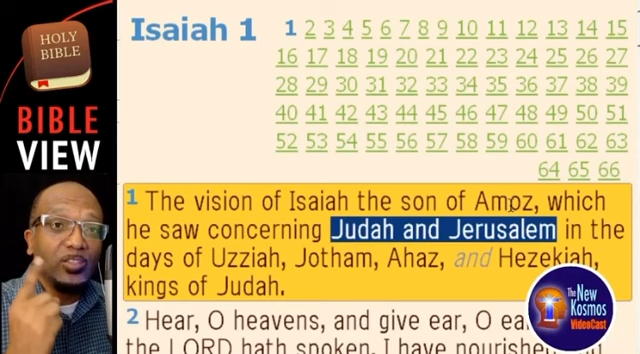 HOLY
BIBLE
BIBLE
VIEW
Isaiah 1
1 2 3 4 5 6 7 8 9 10 11 12 13 14 15
16 17 18 19 20 21 22 23 24 25 26 27
28 29 30 31 32 33 34 35 36 37 38 39
40 41 42 43 44 45 46 47 48 49 50 51
52 53 54 55 56 57 58 59 60 61 62 63
64 65 66
1 The vision of Isaiah the son of Amoz, which
he saw concerning Judah and Jerusalem in the
days of Uzziah, Jotham, Ahaz, and Hezekiah,
kings of Judah.
2 Hear, O heavens, and give ear, O
the LORD hath spoken, I have
The New
Kosmos
VideoCast